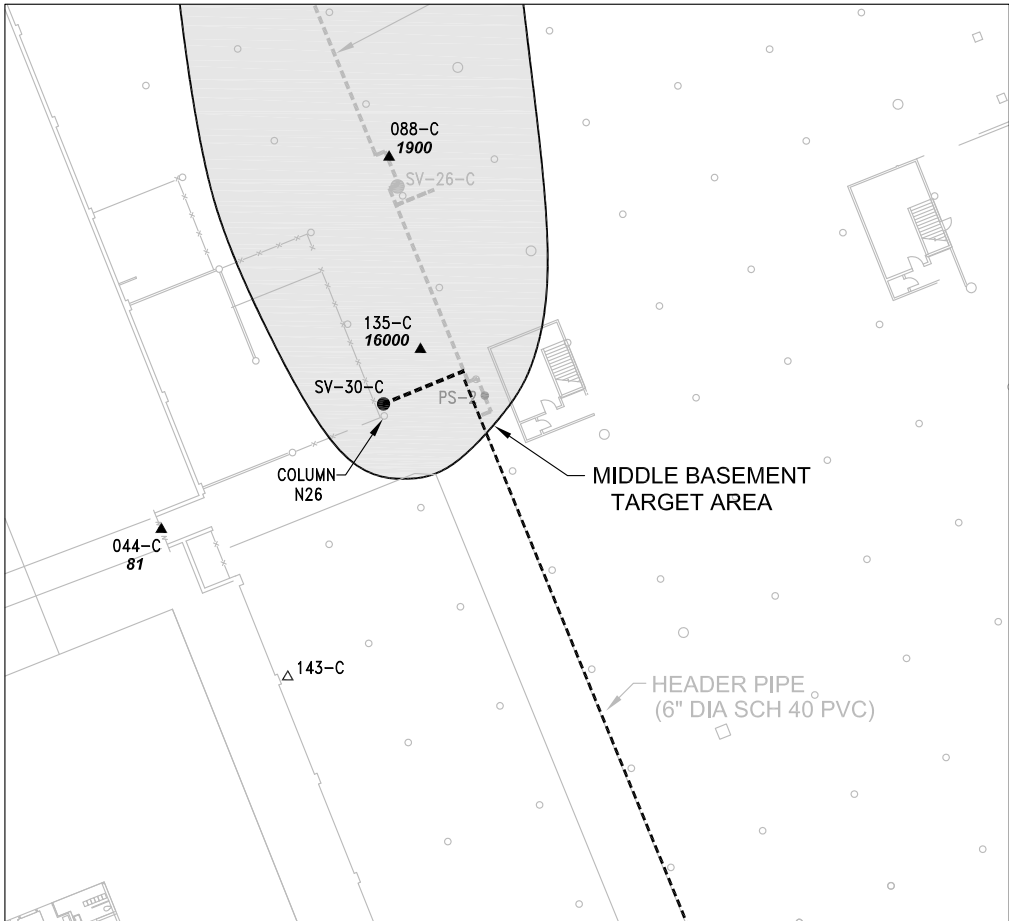 088-C
1900
SV-26-C
135-C
16000
SV-30-C
PS-2
COLUMN
N26
MIDDLE BASEMENT
TARGET AREA
044-C
81
143-C
HEADER PIPE
(6" DIA SCH 40 PVC)